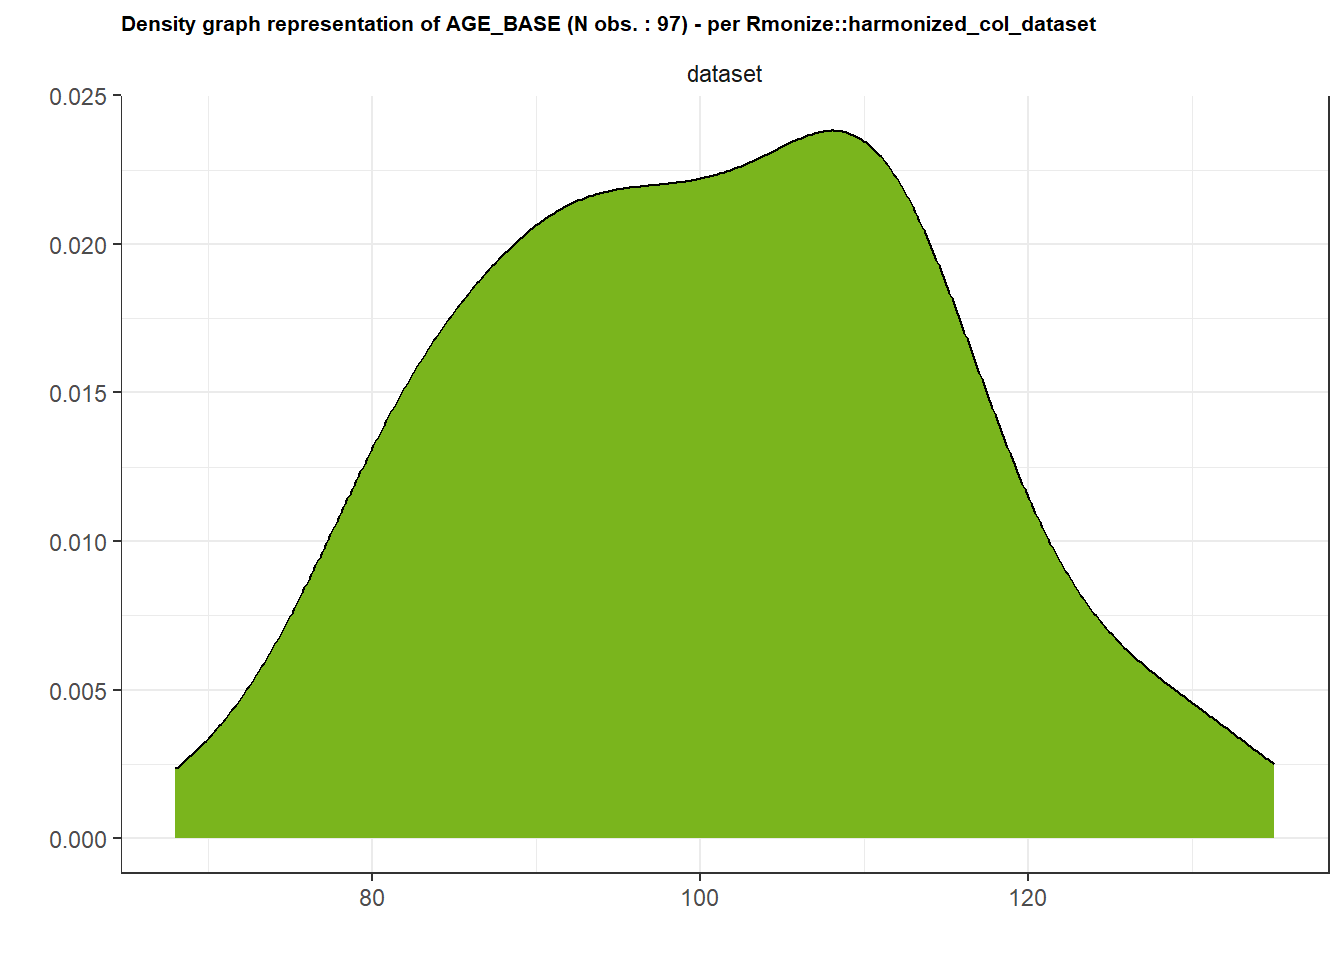 Density graph representation of AGE_BASE (N obs. : 97) - per Rmonize::harmonized_col_dataset
dataset
0.025
0.020
0.015
0.010
0.005
0.000
80 100 120